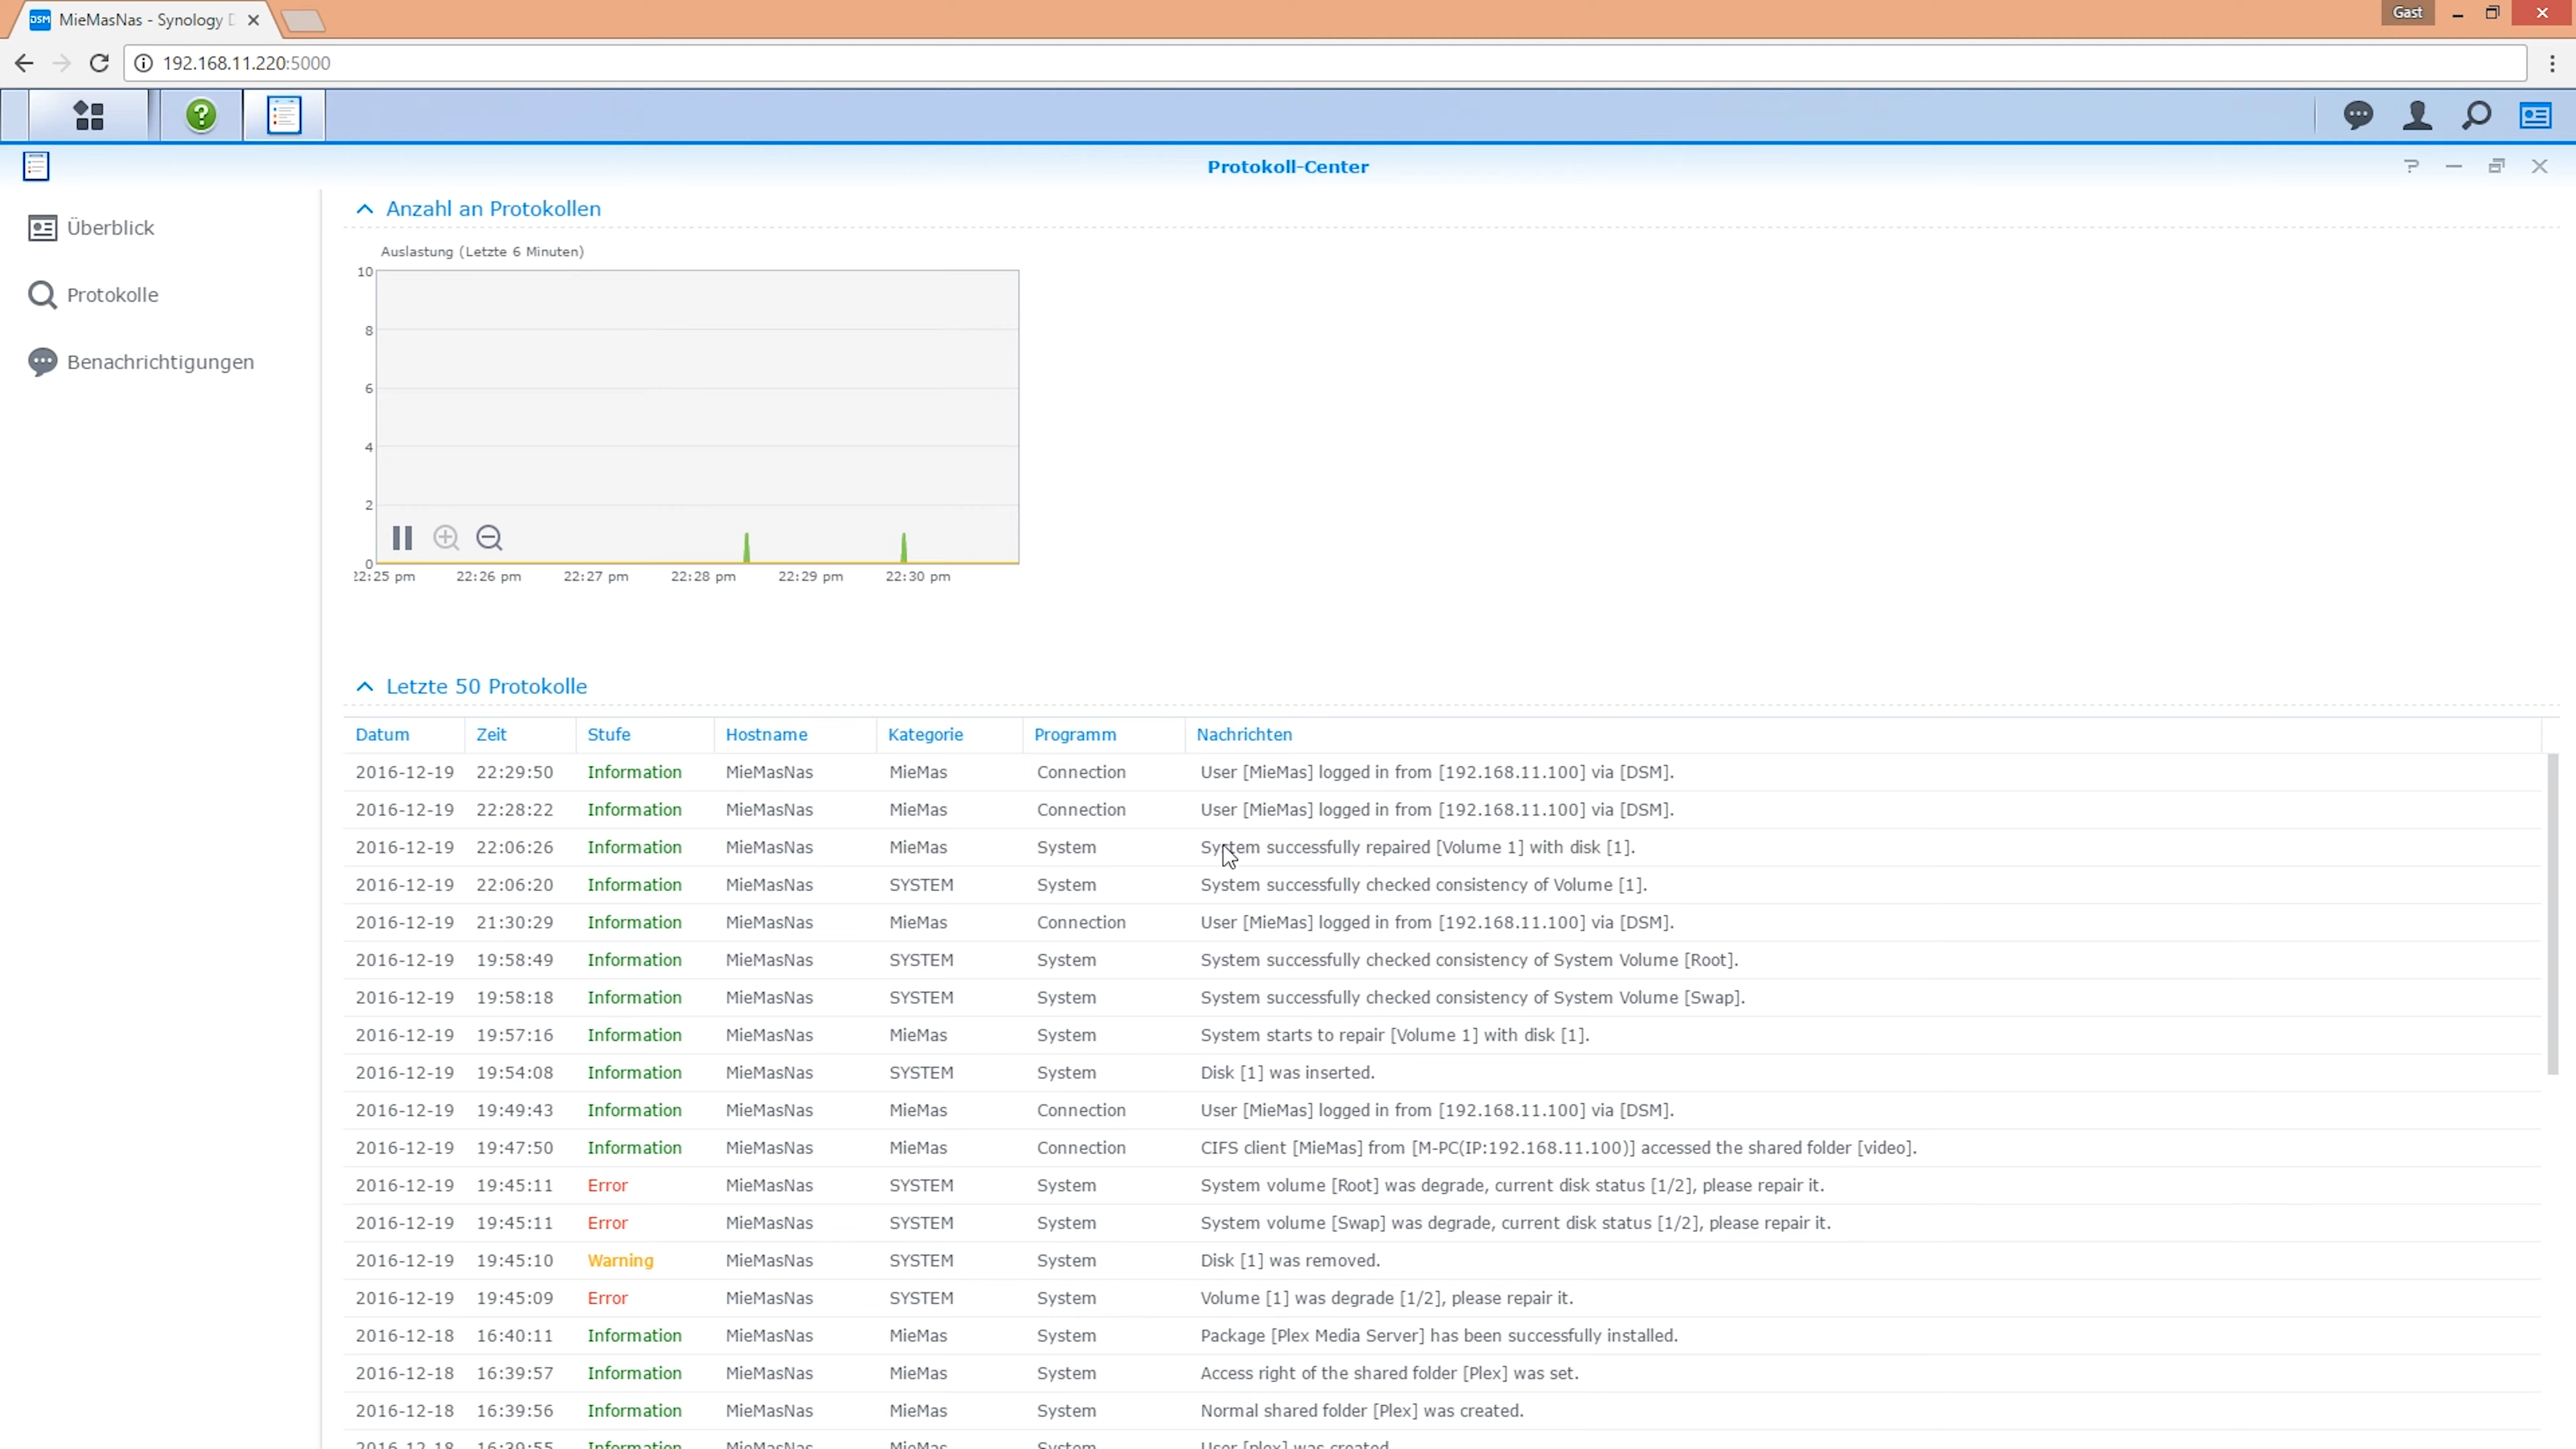 MieMasNas - Synology D
Gast
192.168.11.220:5000
Protokoll-Center
Überblick
Protokolle
Benachrichtigungen
Anzahl an Protokollen
Auslastung (Letzte 6 Minuten)
10
8
6
4
2
0
22:25 pm 22:26 pm 22:27 pm 22:28 pm 22:29 pm 22:30 pm
Letzte 50 Protokolle
Datum Zeit Stufe Hostname Kategorie Programm Nachrichten
2016-12-19 22:29:50 Information MieMasNas MieMas Connection User [MieMas] logged in from [192.168.11.100] via [DSM].
2016-12-19 22:28:22 Information MieMasNas MieMas Connection User [MieMas] logged in from [192.168.11.100] via [DSM].
2016-12-19 22:06:26 Information MieMasNas MieMas System System successfully repaired [Volume 1] with disk [1].
2016-12-19 22:06:20 Information MieMasNas SYSTEM System System successfully checked consistency of Volume [1].
2016-12-19 21:30:29 Information MieMasNas MieMas Connection User [MieMas] logged in from [192.168.11.100] via [DSM].
2016-12-19 19:58:49 Information MieMasNas SYSTEM System System successfully checked consistency of System Volume [Root].
2016-12-19 19:58:18 Information MieMasNas SYSTEM System System successfully checked consistency of System Volume [Swap].
2016-12-19 19:57:16 Information MieMasNas MieMas System System starts to repair [Volume 1] with disk [1].
2016-12-19 19:54:08 Information MieMasNas SYSTEM System Disk [1] was inserted.
2016-12-19 19:49:43 Information MieMasNas MieMas Connection User [MieMas] logged in from [192.168.11.100] via [DSM].
2016-12-19 19:47:50 Information MieMasNas MieMas Connection CIFS client [MieMas] from [M-PC(IP:192.168.11.100)] accessed the shared folder [video].
2016-12-19 19:45:11 Error MieMasNas SYSTEM System System volume [Root] was degrade, current disk status [1/2], please repair it.
2016-12-19 19:45:11 Error MieMasNas SYSTEM System System volume [Swap] was degrade, current disk status [1/2], please repair it.
2016-12-19 19:45:10 Warning MieMasNas SYSTEM System Disk [1] was removed.
2016-12-19 19:45:09 Error MieMasNas SYSTEM System Volume [1] was degrade [1/2], please repair it.
2016-12-18 16:40:11 Information MieMasNas MieMas System Package [Plex Media Server] has been successfully installed.
2016-12-18 16:39:57 Information MieMasNas MieMas System Access right of the shared folder [Plex] was set.
2016-12-18 16:39:56 Information MieMasNas MieMas System Normal shared folder [Plex] was created.
2016-12-18 16:39:55 Information MieMasNas MieMas System User [plex] was created.